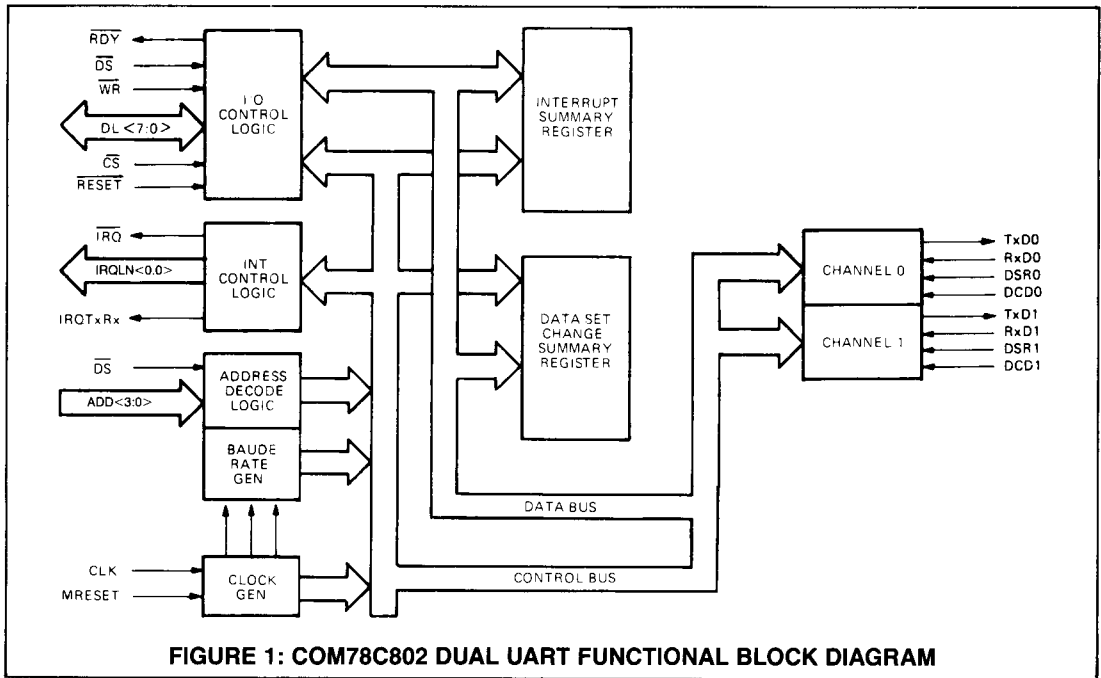 RDY
DS
WR
DL <7:0>
CS
RESET
I/O
CONTROL
LOGIC
INTERRUPT
SUMMARY
REGISTER
IRQ
IRQLN<0.0>
IRQTxRx
INT
CONTROL
LOGIC
DATA SET
CHANGE
SUMMARY
REGISTER
CHANNEL 0
CHANNEL 1
TxD0
RxD0
DSR0
DCD0
TxD1
RxD1
DSR1
DCD1
DS
ADD<3:0>
ADDRESS
DECODE
LOGIC
BAUDE
RATE
GEN
DATA BUS
CLK
MRESET
CLOCK
GEN
CONTROL BUS
FIGURE 1: COM78C802 DUAL UART FUNCTIONAL BLOCK DIAGRAM